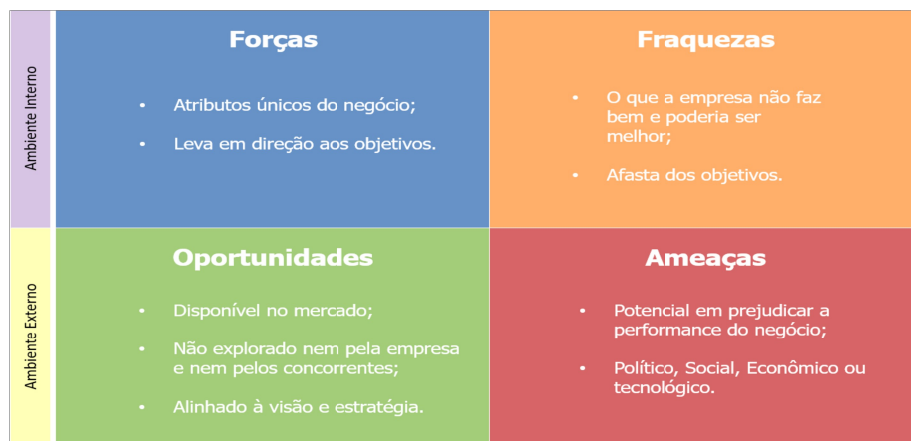 Ambiente Interno
Forças
• Atributos únicos do negócio;
• Leva em direção aos objetivos.
Fraquezas
• O que a empresa não faz
bem e poderia ser
melhor;
• Afasta dos objetivos.
Ambiente Externo
Oportunidades
• Disponível no mercado;
• Não explorado nem pela empresa
e nem pelos concorrentes;
• Alinhado à visão e estratégia.
Ameaças
• Potencial em prejudicar a
performance do negócio;
• Político, Social, Econômico ou
tecnológico.